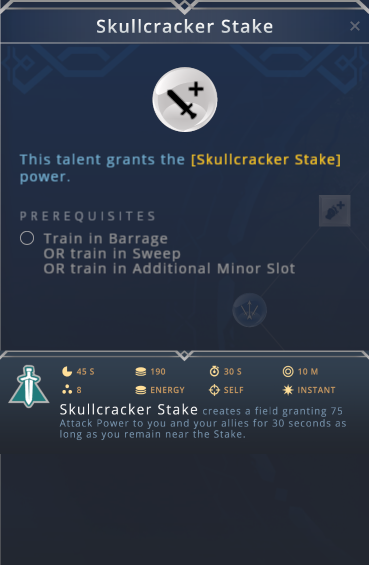 Skullcracker Stake
This talent grants the [Skullcracker Stake]
power.
PREREQUISITES
Train in Barrage
OR train in Sweep
OR train in Additional Minor Slot
45 S 190 30 S 10 M
8 ENERGY SELF INSTANT
Skullcracker Stake creates a field granting 75
Attack Power to you and your allies for 30 seconds as
long as you remain near the Stake.